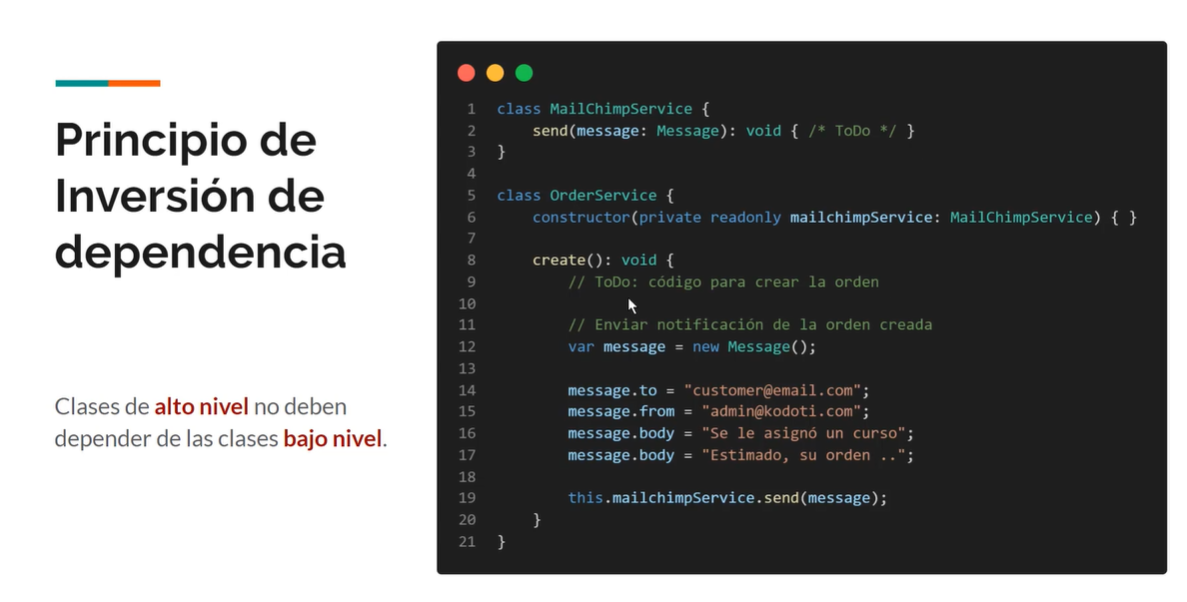 Principio de
Inversión de
dependencia
Clases de alto nivel no deben
depender de las clases bajo nivel.
1 class MailChimpService {
2     send(message: Message): void { /* ToDo */ }
3 }
4
5 class OrderService {
6     constructor(private readonly mailchimpService: MailChimpService) { }
7
8     create(): void {
9         // ToDo: código para crear la orden
10
11         // Enviar notificación de la orden creada
12         var message = new Message();
13
14         message.to = "customer@email.com";
15         message.from = "admin@kodoti.com";
16         message.body = "Se le asignó un curso";
17         message.body = "Estimado, su orden ..";
18
19         this.mailchimpService.send(message);
20     }
21 }